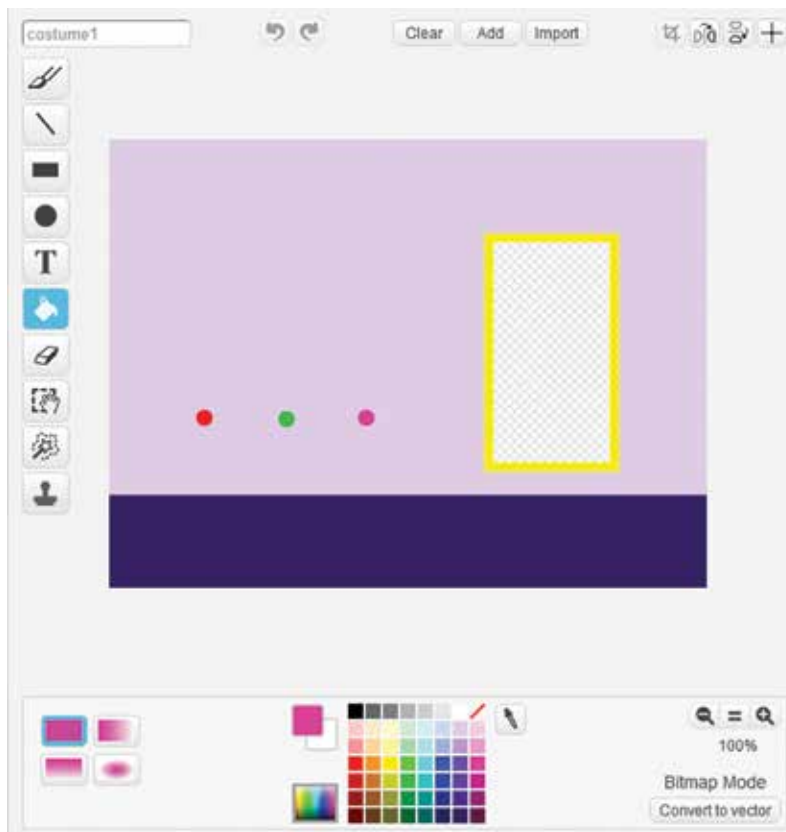 costume1
Clear Add Import
T
100%
Bitmap Mode
Convert to vector